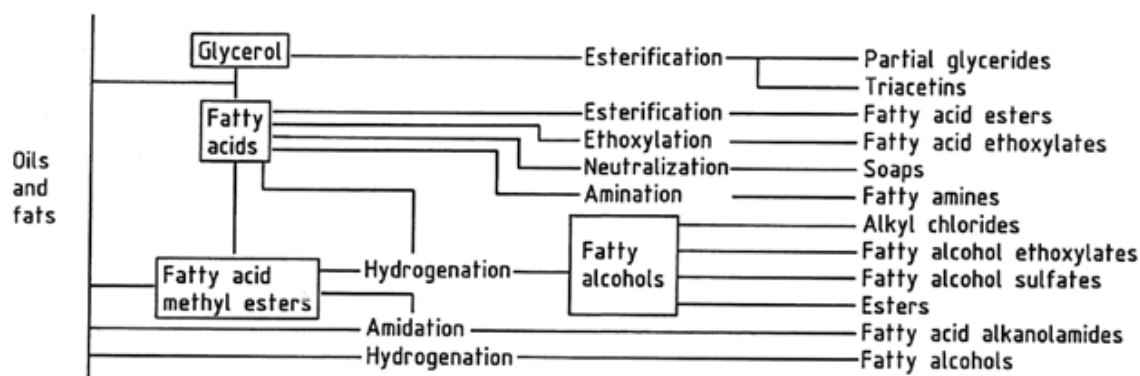 Glycerol
Esterification
Partial glycerides
Triacetins
Fatty
acids
Esterification
Fatty acid esters
Ethoxylation
Fatty acid ethoxylates
Oils
and
fats
Neutralization
Soaps
Amination
Fatty amines
Alkyl chlorides
Fatty
alcohols
Fatty alcohol ethoxylates
Fatty acid
methyl esters
Hydrogenation
Fatty alcohol sulfates
Esters
Amidation
Fatty acid alkanolamides
Hydrogenation
Fatty alcohols